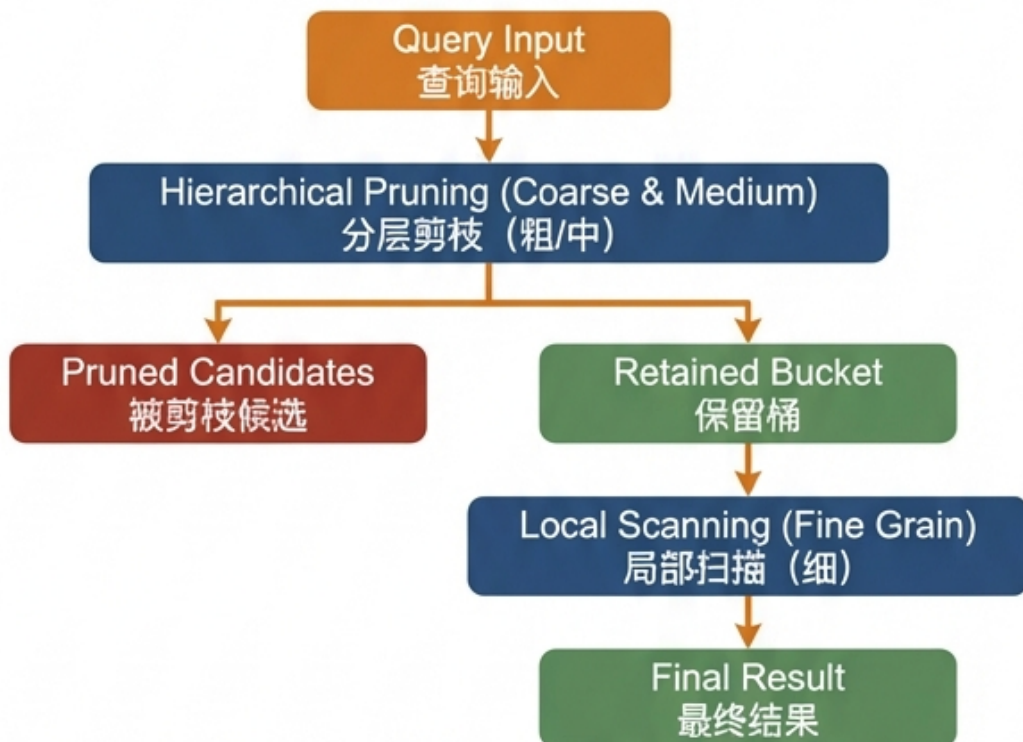 Query Input
查询输入
Hierarchical Pruning (Coarse & Medium)
分层剪枝（粗/中）
Pruned Candidates
被剪枝候选
Retained Bucket
保留桶
Local Scanning (Fine Grain)
局部扫描（细）
Final Result
最终结果